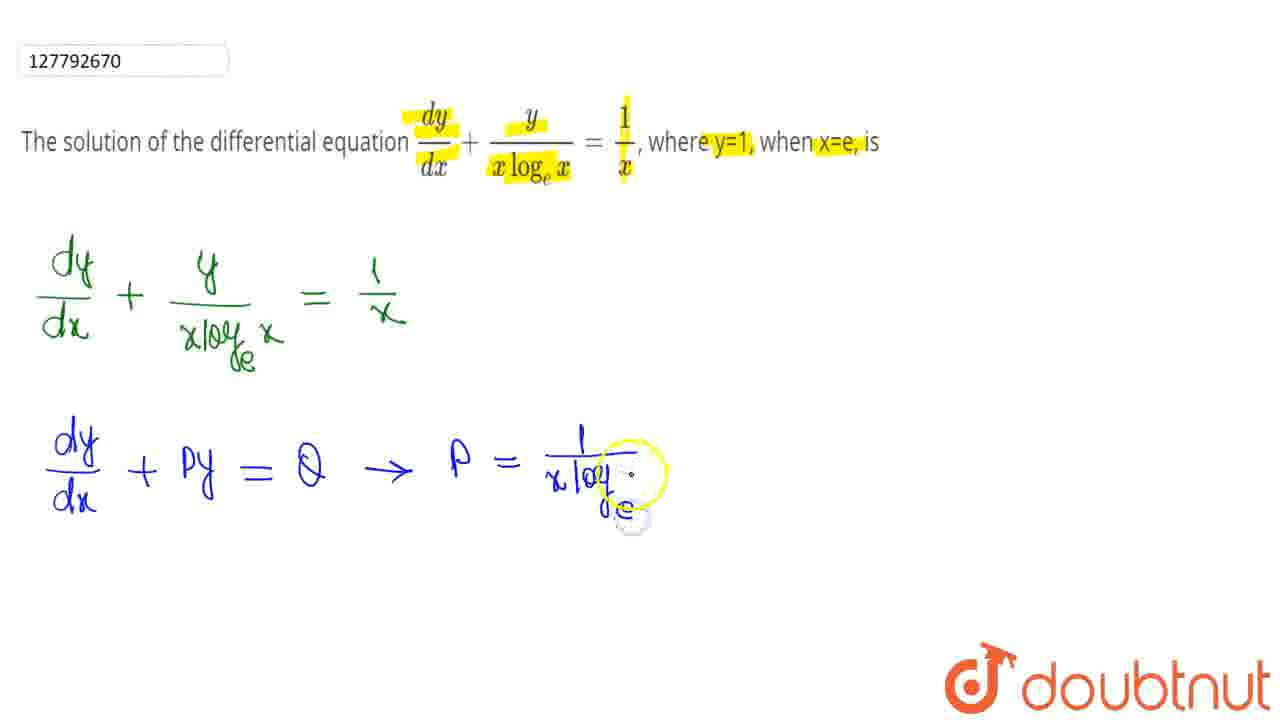 127792670
The solution of the differential equation dy/dx + y/(x log_e x) = 1/x, where y=1, when x=e, is
dy/dx + y/(x log_e x) = 1/x
dy/dx + Py = Q → P = 1/(x log_e
doubtnut